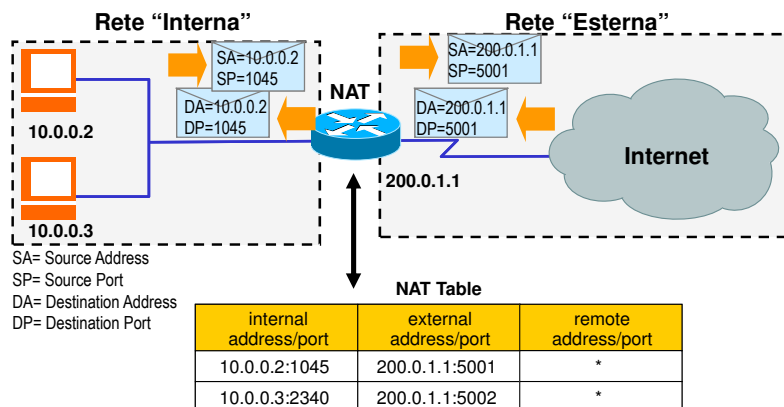 Rete “Interna”
Rete “Esterna”
SA=10.0.0.2
SP=1045
DA=10.0.0.2
DP=1045
NAT
SA=200.0.1.1
SP=5001
DA=200.0.1.1
DP=5001
10.0.0.2
Internet
200.0.1.1
10.0.0.3
SA= Source Address
SP= Source Port
DA= Destination Address
DP= Destination Port
NAT Table
internal address/port
external address/port
remote address/port
10.0.0.2:1045
200.0.1.1:5001
*
10.0.0.3:2340
200.0.1.1:5002
*